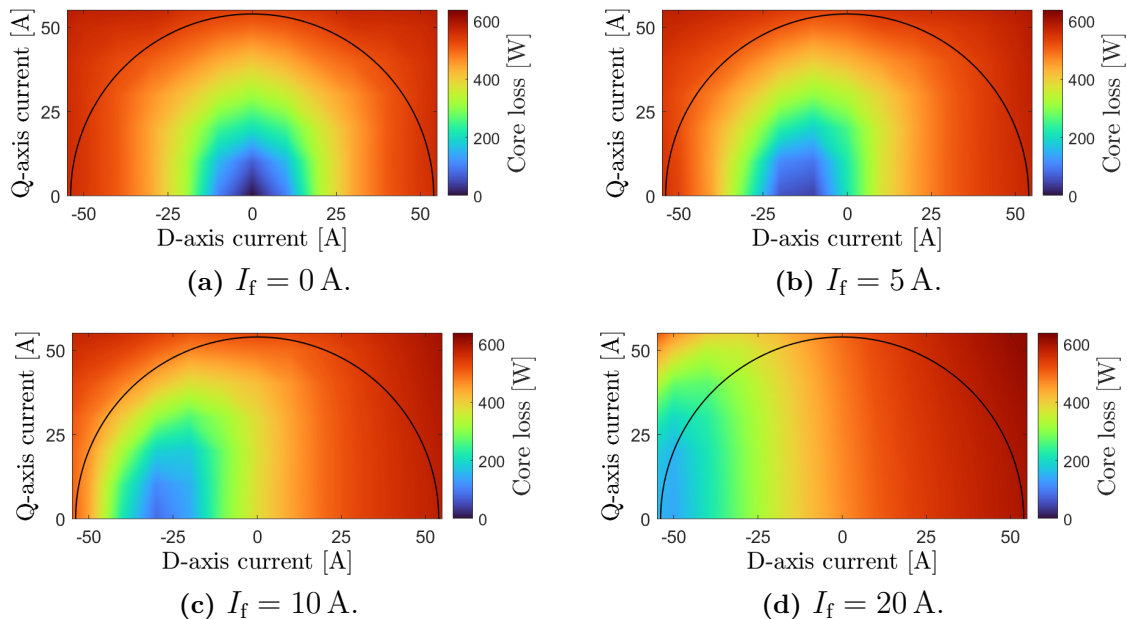 Q-axis current [A]
50
25
0
-50 -25 0 25 50
D-axis current [A]
600
400
200
0
Core loss [W]
(a) I_f = 0 A.
Q-axis current [A]
50
25
0
-50 -25 0 25 50
D-axis current [A]
600
400
200
0
Core loss [W]
(b) I_f = 5 A.
Q-axis current [A]
50
25
0
-50 -25 0 25 50
D-axis current [A]
600
400
200
0
Core loss [W]
(c) I_f = 10 A.
Q-axis current [A]
50
25
0
-50 -25 0 25 50
D-axis current [A]
600
400
200
0
Core loss [W]
(d) I_f = 20 A.